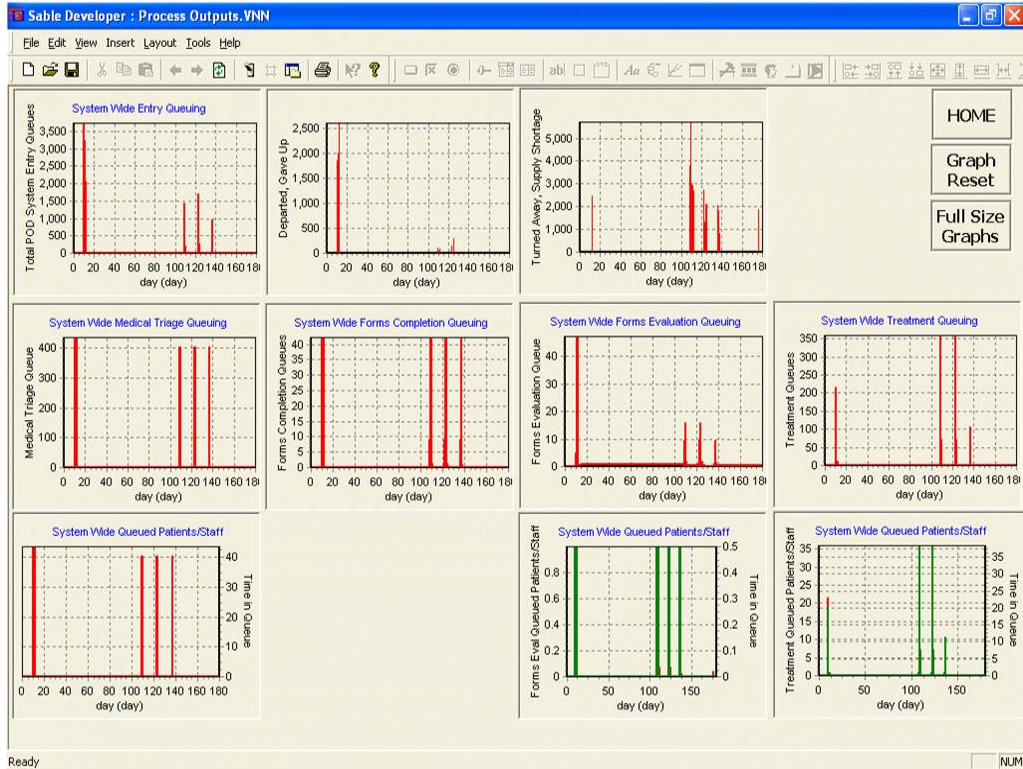 Sable Developer : Process Outputs.VNN
File Edit View Insert Layout Tools Help
System Wide Entry Queuing
Total POD System Entry Queues
3,500
3,000
2,500
2,000
1,500
1,000
500
0
0 20 40 60 80 100 120 140 160 180
day (day)
Departed, Gave Up
2,500
2,000
1,500
1,000
500
0
0 20 40 60 80 100 120 140 160 180
day (day)
Turned Away, Supply Shortage
5,000
4,000
3,000
2,000
1,000
0
0 20 40 60 80 100 120 140 160 180
day (day)
HOME
Graph
Reset
Full Size
Graphs
System Wide Medical Triage Queuing
Medical Triage Queue
400
300
200
100
0
0 20 40 60 80 100 120 140 160 180
day (day)
System Wide Forms Completion Queuing
Forms Completion Queues
40
35
30
25
20
15
10
5
0
0 20 40 60 80 100 120 140 160 180
day (day)
System Wide Forms Evaluation Queuing
Forms Evaluation Queue
40
30
20
10
0
0 20 40 60 80 100 120 140 160 180
day (day)
System Wide Treatment Queuing
Treatment Queues
350
300
250
200
150
100
50
0
0 20 40 60 80 100 120 140 160 180
day (day)
System Wide Queued Patients/Staff
40
30
20
10
0
Time in Queue
0 20 40 60 80 100 120 140 160 180
day (day)
System Wide Queued Patients/Staff
Forms Eval Queued Patients/Staff
0.8
0.6
0.4
0.2
0
0.5
0.4
0.3
0.2
0.1
0
Time in Queue
0 50 100 150
day (day)
System Wide Queued Patients/Staff
Treatment Queued Patients/Staff
35
30
25
20
15
10
5
0
35
30
25
20
15
10
5
0
Time in Queue
0 50 100 150
day (day)
Ready
NUM